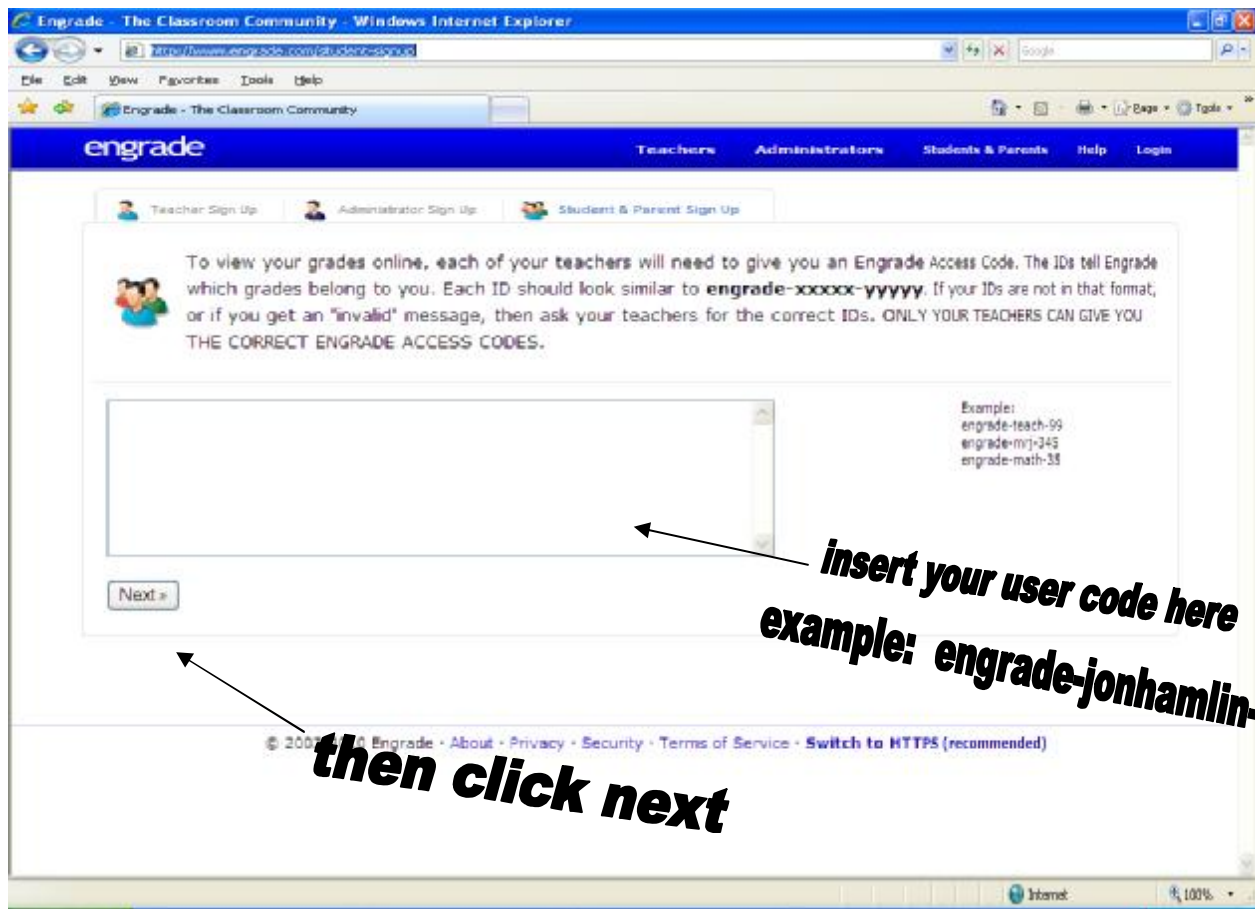 Engrade - The Classroom Community - Windows Internet Explorer
http://www.engrade.com/student-signup
Google
File Edit View Favorites Tools Help
Engrade - The Classroom Community
Page Tools
engrade
Teachers Administrators Students & Parents Help Login
Teacher Sign Up Administrator Sign Up Student & Parent Sign Up
To view your grades online, each of your teachers will need to give you an Engrade Access Code. The IDs tell Engrade
which grades belong to you. Each ID should look similar to engrade-xxxxx-yyyyy. If your IDs are not in that format,
or if you get an "invalid" message, then ask your teachers for the correct IDs. ONLY YOUR TEACHERS CAN GIVE YOU
THE CORRECT ENGRADE ACCESS CODES.
Example:
engrade-teach-99
engrade-mrj-345
engrade-math-35
insert your user code here
Next »
example: engrade-jonhamlin-
© Engrade · About · Privacy · Security · Terms of Service · Switch to HTTPS (recommended)
then click next
Internet 100%